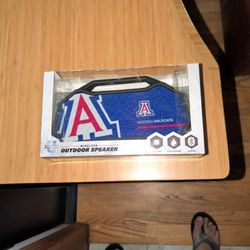 A
A
ARIZONA WILDCATS
WIRELESS
OUTDOOR SPEAKER